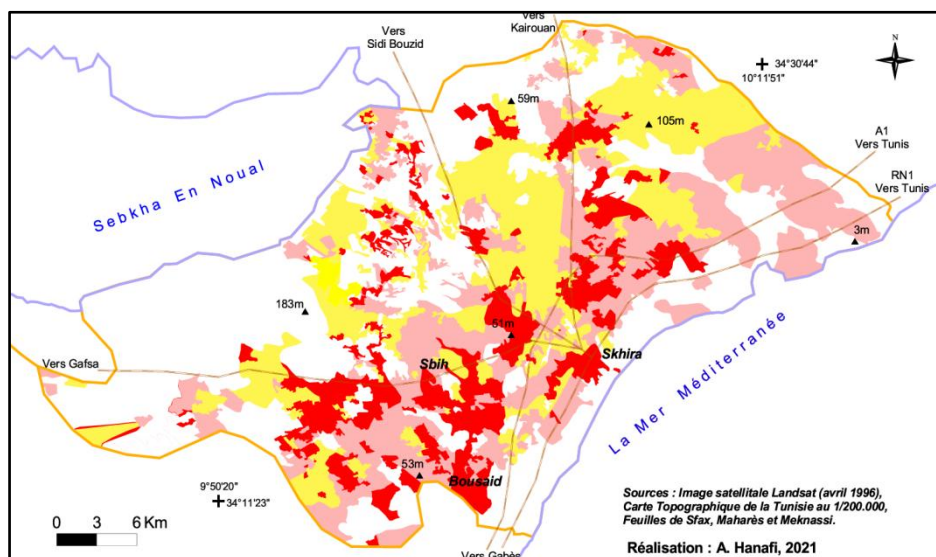 Vers
Sidi Bouzid
Vers
Kairouan
N
34°30'44"
10°11'51"
59m
105m
A1
Vers Tunis
RN1
Vers Tunis
Sebkha En Noual
3m
183m
51m
Skhira
Sbih
Vers Gafsa
La Mer Méditerranée
53m
Bousaid
9°50'20"
34°11'23"
0 3 6 Km
Vers Gabès
Sources : Image satellitale Landsat (avril 1996),
Carte Topographique de la Tunisie au 1/200.000,
Feuilles de Sfax, Maharès et Meknassi.
Réalisation : A. Hanafi, 2021